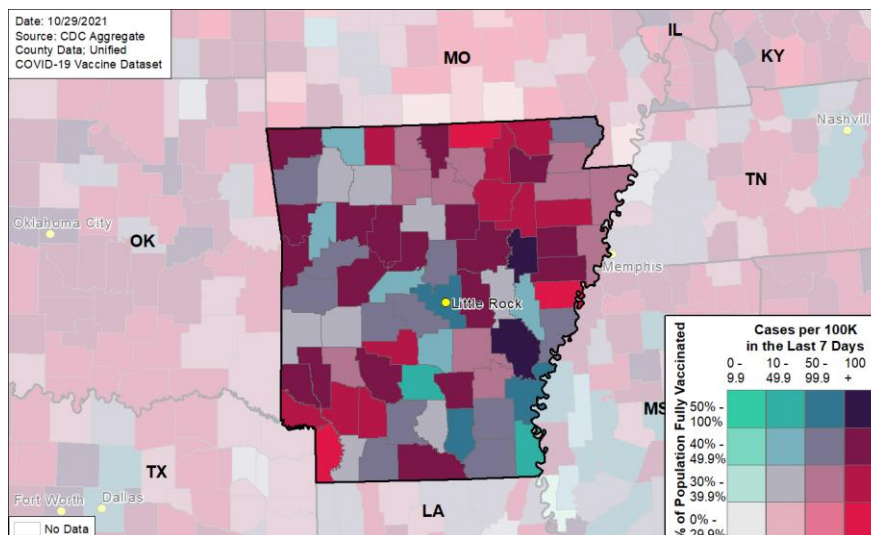 Date: 10/29/2021
Source: CDC Aggregate
County Data; Unified
COVID-19 Vaccine Dataset
IL
MO
KY
Nashvill
TN
Oklahoma City
OK
Memphis
Little Rock
MS
TX
Fort Worth
Dallas
LA
No Data
Cases per 100K
in the Last 7 Days
0 -
9.9
10 -
49.9
50 -
99.9
100
+
% of Population Fully Vaccinated
50% -
100%
40% -
49.9%
30% -
39.9%
0% -
29.9%